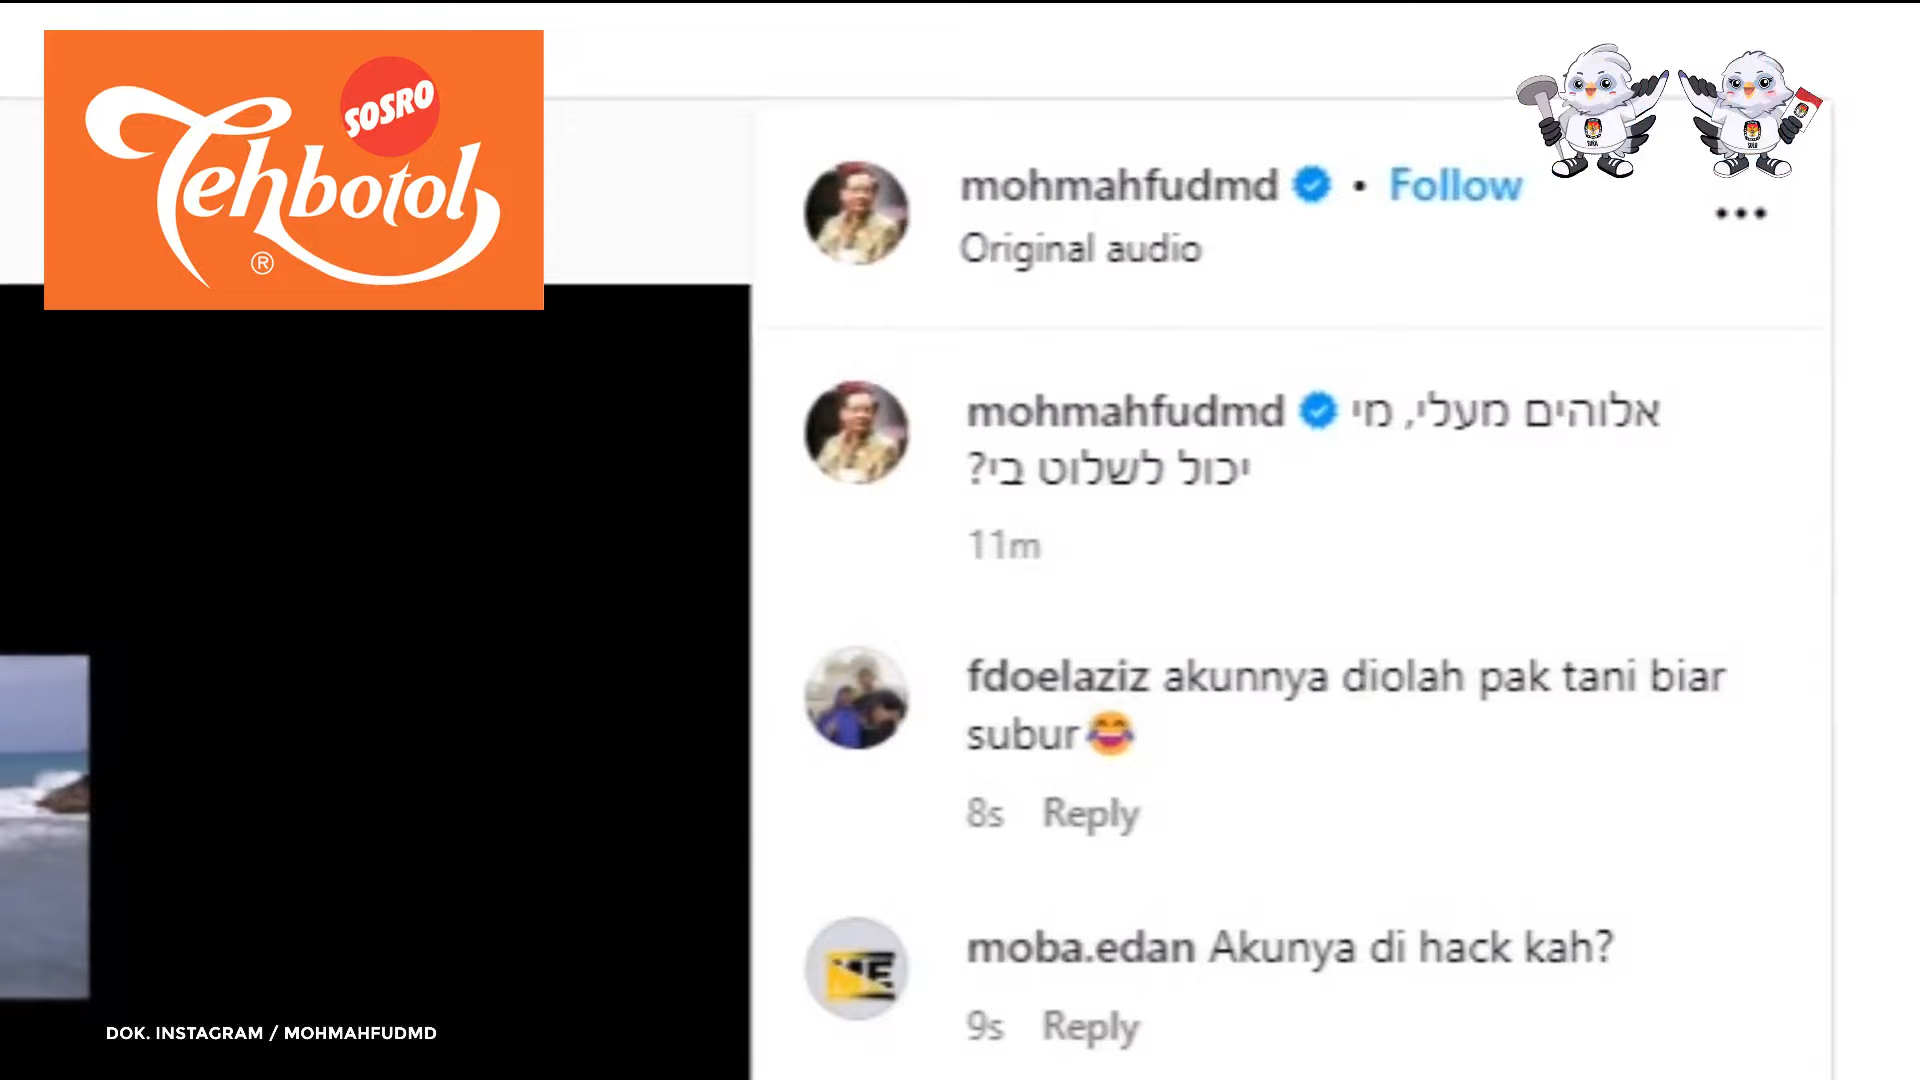 SOSRO
Tehbotol
®
mohmahfudmd • Follow
Original audio
mohmahfudmd אלוהים מעלי, מי
יכול לשלוט בי?
11m
fdoelaziz akunnya diolah pak tani biar
subur😂
8s Reply
moba.edan Akunya di hack kah?
9s Reply
ME
DOK. INSTAGRAM / MOHMAHFUDMD